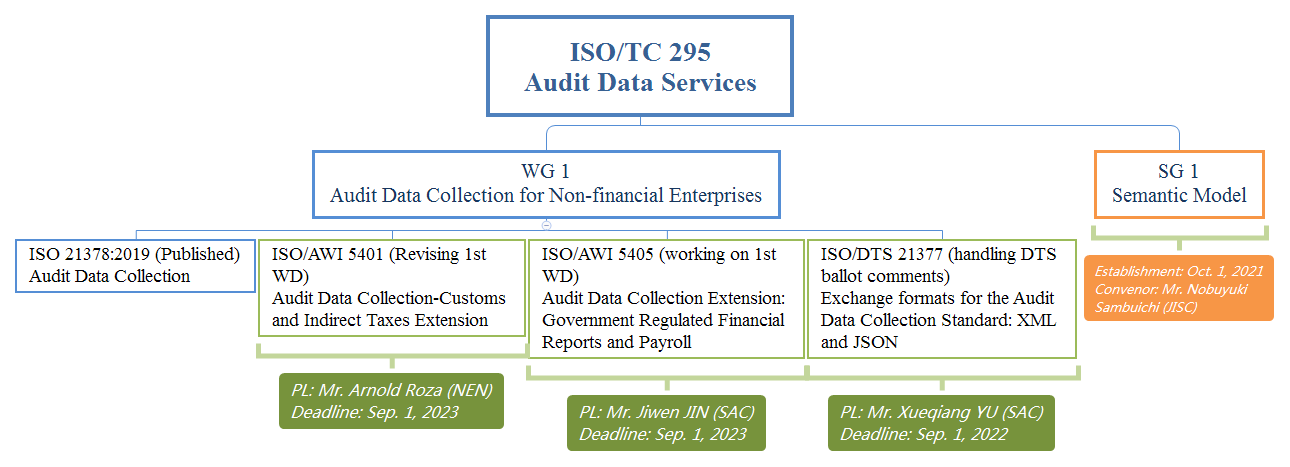 ISO/TC 295
Audit Data Services
WG 1
Audit Data Collection for Non-financial Enterprises
SG 1
Semantic Model
ISO 21378:2019 (Published)
Audit Data Collection
ISO/AWI 5401 (Revising 1st
WD)
Audit Data Collection-Customs
and Indirect Taxes Extension
ISO/AWI 5405 (working on 1st
WD)
Audit Data Collection Extension:
Government Regulated Financial
Reports and Payroll
ISO/DTS 21377 (handling DTS
ballot comments)
Exchange formats for the Audit
Data Collection Standard: XML
and JSON
Establishment: Oct. 1, 2021
Convenor: Mr. Nobuyuki
Sambuichi (JISC)
PL: Mr. Arnold Roza (NEN)
Deadline: Sep. 1, 2023
PL: Mr. Jiwen JIN (SAC)
Deadline: Sep. 1, 2023
PL: Mr. Xueqiang YU (SAC)
Deadline: Sep. 1, 2022